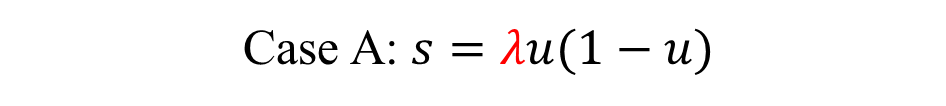 Case A: s = λu(1 − u)